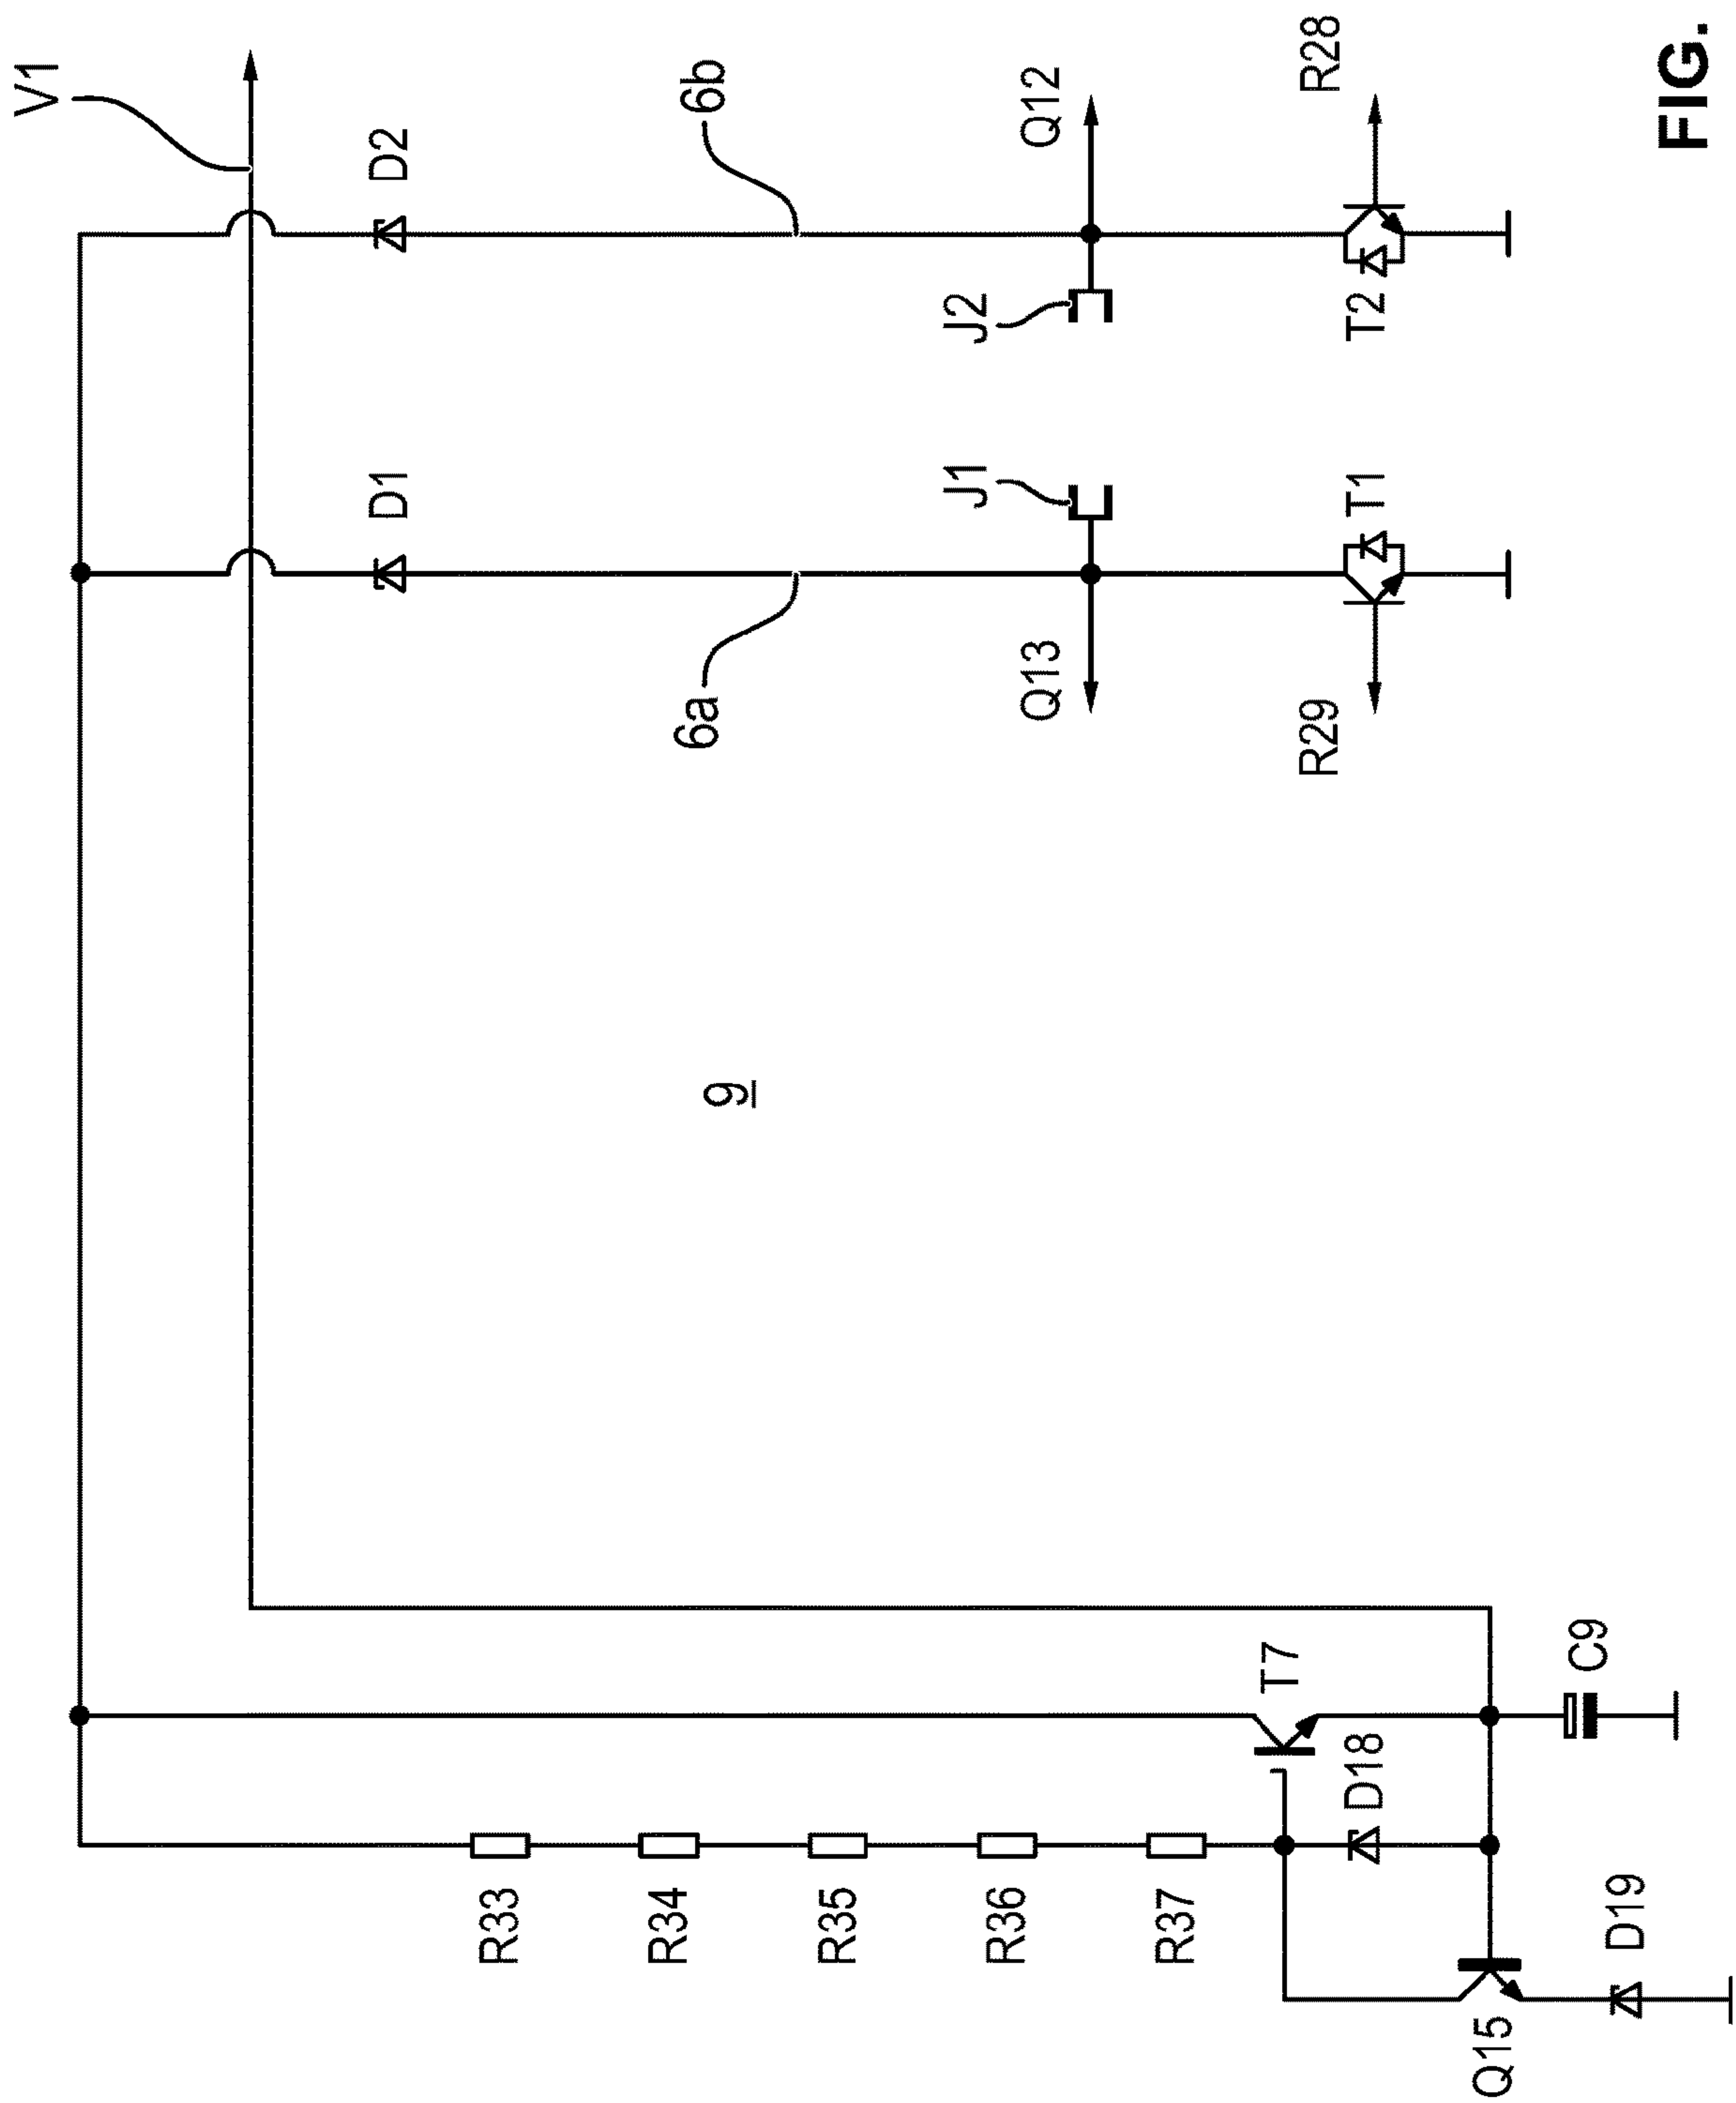 V1
D1
D2
6a
6b
9
J1
J2
Q13
Q12
R29
T1
T2
R28
R33
R34
R35
R36
R37
T7
D18
C9
Q15
D19
FIG.